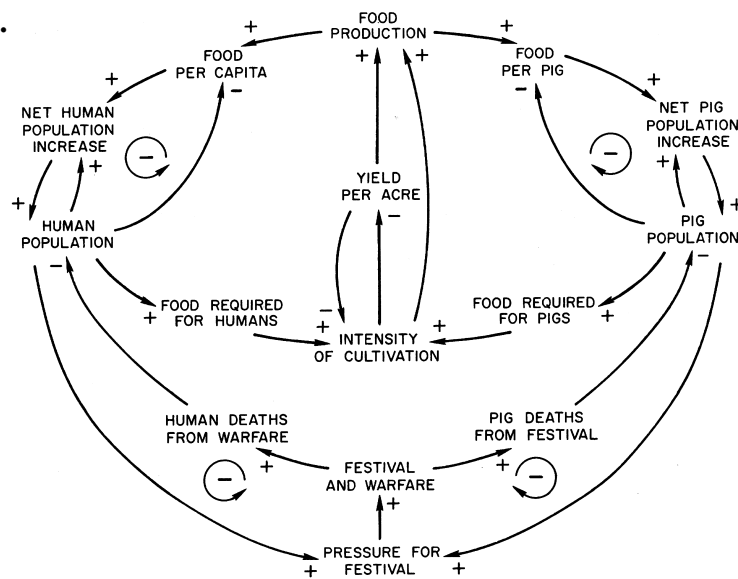 FOOD
PRODUCTION
+
+
+
+
FOOD
PER CAPITA
-
FOOD
PER PIG
-
+
+
NET HUMAN
POPULATION
INCREASE
+
-
NET PIG
POPULATION
INCREASE
+
-
YIELD
PER ACRE
-
+
+
HUMAN
POPULATION
-
PIG
POPULATION
-
+ FOOD REQUIRED
FOR HUMANS
FOOD REQUIRED
FOR PIGS +
-
+
+
INTENSITY
OF CULTIVATION
HUMAN DEATHS
FROM WARFARE
+
PIG DEATHS
FROM FESTIVAL
+
-
-
FESTIVAL
AND WARFARE
+
+ PRESSURE FOR +
FESTIVAL